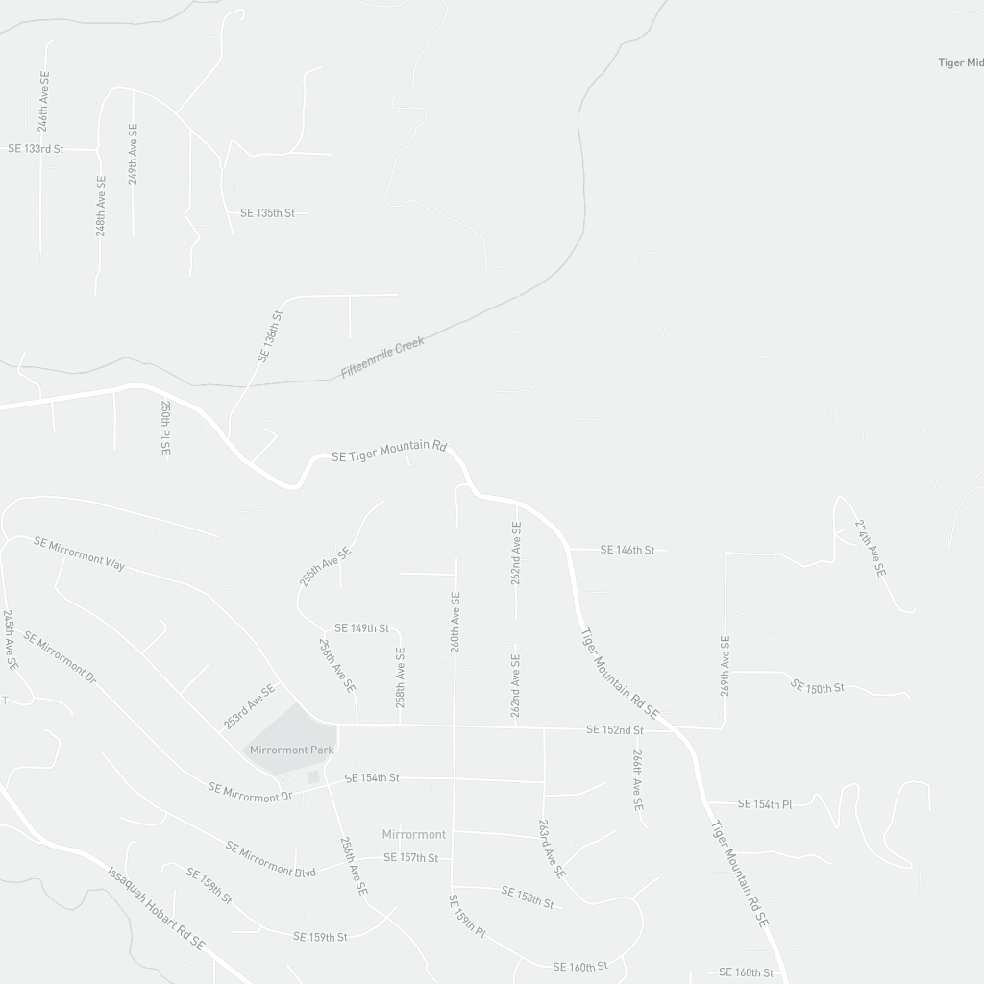 Tiger Mid
246th Ave SE
SE 133rd St
249th Ave SE
248th Ave SE
SE 135th St
SE 136th St
Fifteenmile Creek
250th Pl SE
SE Tiger Mountain Rd
SE Mirrormont Way
255th Ave SE
262nd Ave SE
SE 146th St
274th Ave SE
245th Ave SE
SE Mirrormont Dr
SE 149th St
256th Ave SE
260th Ave SE
258th Ave SE
262nd Ave SE
Tiger Mountain Rd SE
269th Ave SE
SE 150th St
T
253rd Ave SE
Mirrormont Park
SE 152nd St
266th Ave SE
SE Mirrormont Dr
SE 154th St
SE 154th Pl
Mirrormont
SE Mirrormont Blvd
256th Ave SE
SE 157th St
263rd Ave SE
Tiger Mountain Rd SE
Issaquah Hobart Rd SE
SE 158th St
SE 159th St
SE 158th St
SE 159th Pl
SE 160th St
SE 160th St